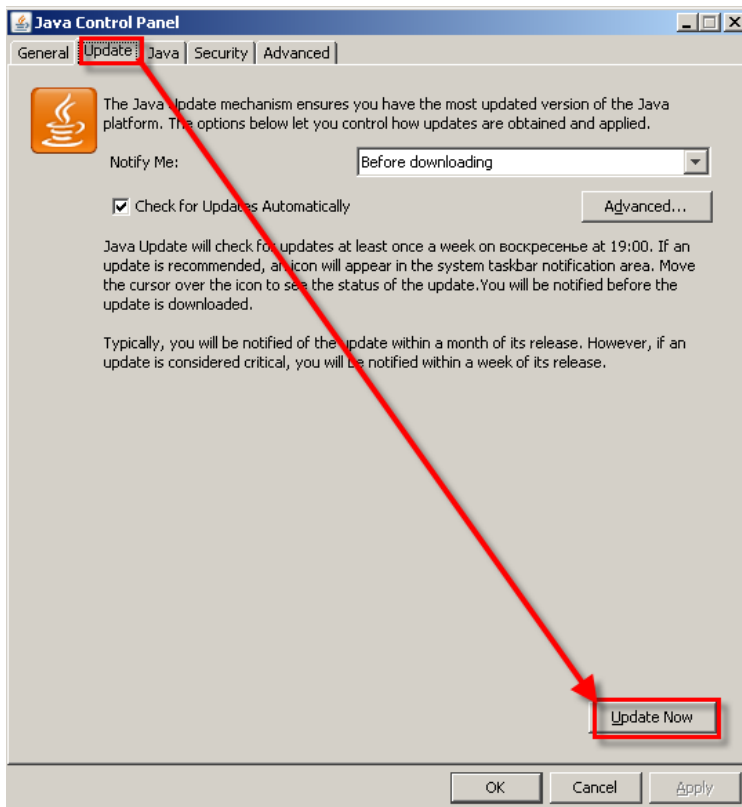 Java Control Panel
General Update Java Security Advanced
The Java Update mechanism ensures you have the most updated version of the Java
platform. The options below let you control how updates are obtained and applied.
Notify Me: Before downloading
Check for Updates Automatically Advanced...
Java Update will check for updates at least once a week on воскресенье at 19:00. If an
update is recommended, an icon will appear in the system taskbar notification area. Move
the cursor over the icon to see the status of the update.You will be notified before the
update is downloaded.
Typically, you will be notified of the update within a month of its release. However, if an
update is considered critical, you will be notified within a week of its release.
Update Now
OK Cancel Apply